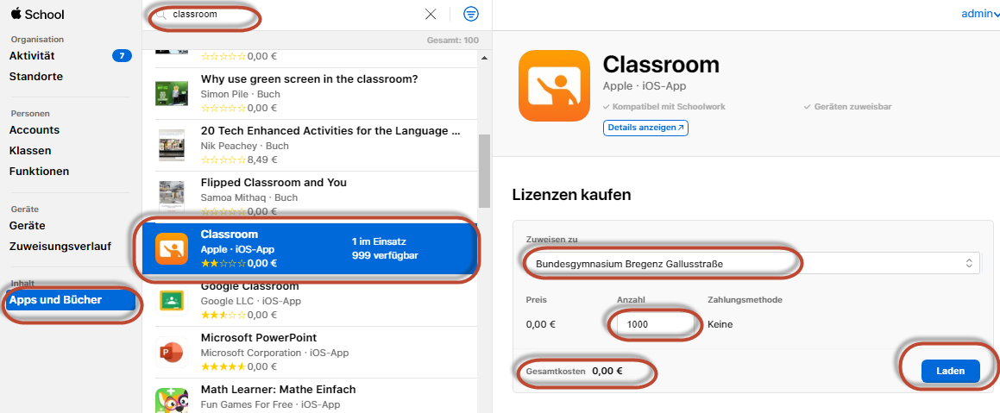 School
Organisation
Aktivität 7
Standorte
Personen
Accounts
Klassen
Funktionen
Geräte
Geräte
Zuweisungsverlauf
Inhalt
Apps und Bücher
classroom
Gesamt: 100
0,00 €
Why use green screen in the classroom?
Simon Pile · Buch
0,00 €
20 Tech Enhanced Activities for the Language ...
Nik Peachey · Buch
8,49 €
Flipped Classroom and You
Samoa Mithaq · Buch
0,00 €
Classroom
Apple · iOS-App
0,00 €
1 im Einsatz
999 verfügbar
Google Classroom
Google LLC · iOS-App
0,00 €
Microsoft PowerPoint
Microsoft Corporation · iOS-App
0,00 €
Math Learner: Mathe Einfach
Fun Games For Free · iOS-App
admin
Classroom
Apple · iOS-App
Kompatibel mit Schoolwork Geräten zuweisbar
Details anzeigen
Lizenzen kaufen
Zuweisen zu
Bundesgymnasium Bregenz Gallusstraße
Preis Anzahl Zahlungsmethode
0,00 € 1000 Keine
Gesamtkosten 0,00 € Laden